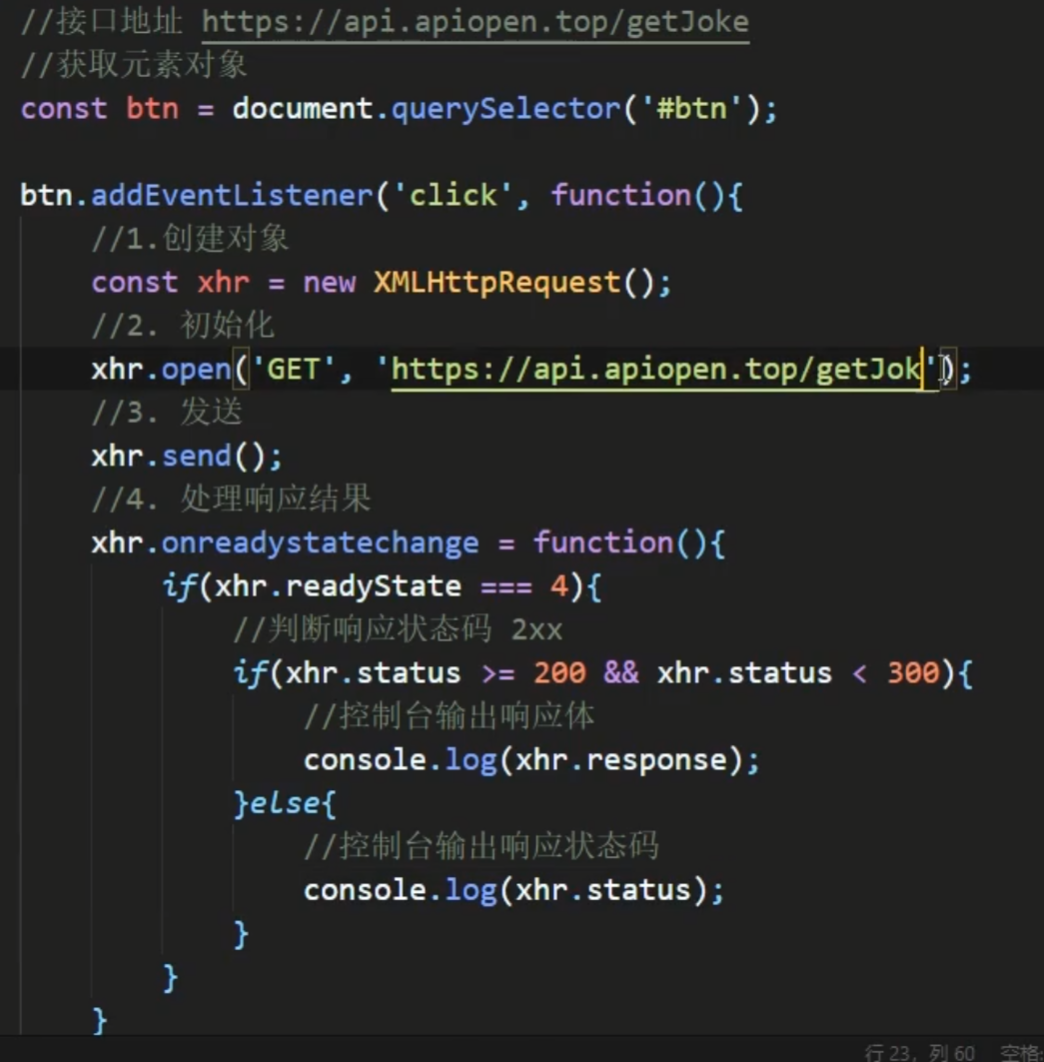 //接口地址 https://api.apiopen.top/getJoke
//获取元素对象
const btn = document.querySelector('#btn');
btn.addEventListener('click', function(){
//1.创建对象
const xhr = new XMLHttpRequest();
//2. 初始化
xhr.open('GET', 'https://api.apiopen.top/getJok');
//3. 发送
xhr.send();
//4. 处理响应结果
xhr.onreadystatechange = function(){
if(xhr.readyState === 4){
//判断响应状态码 2xx
if(xhr.status >= 200 && xhr.status < 300){
//控制台输出响应体
console.log(xhr.response);
}else{
//控制台输出响应状态码
console.log(xhr.status);
}
}
}
行 23, 列 60 空格